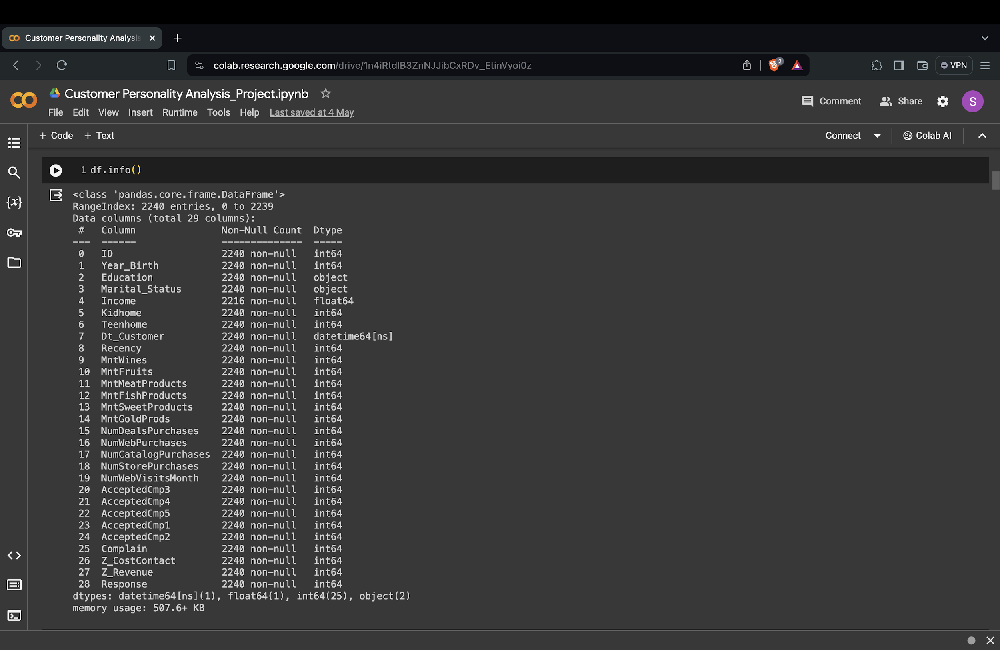 Customer Personality Analysis
colab.research.google.com/drive/1n4iRtdIB3ZnNJJibCxRDv_EtinVyoi0z
2
VPN
Customer Personality Analysis_Project.ipynb
Comment
Share
S
File Edit View Insert Runtime Tools Help Last saved at 4 May
+ Code + Text
Connect
Colab AI
{x}
1 df.info()
<class 'pandas.core.frame.DataFrame'>
RangeIndex: 2240 entries, 0 to 2239
Data columns (total 29 columns):
 #   Column               Non-Null Count  Dtype
---  ------               --------------  -----
 0   ID                   2240 non-null   int64
 1   Year_Birth           2240 non-null   int64
 2   Education            2240 non-null   object
 3   Marital_Status       2240 non-null   object
 4   Income               2216 non-null   float64
 5   Kidhome              2240 non-null   int64
 6   Teenhome             2240 non-null   int64
 7   Dt_Customer          2240 non-null   datetime64[ns]
 8   Recency              2240 non-null   int64
 9   MntWines             2240 non-null   int64
 10  MntFruits            2240 non-null   int64
 11  MntMeatProducts      2240 non-null   int64
 12  MntFishProducts      2240 non-null   int64
 13  MntSweetProducts     2240 non-null   int64
 14  MntGoldProds         2240 non-null   int64
 15  NumDealsPurchases    2240 non-null   int64
 16  NumWebPurchases      2240 non-null   int64
 17  NumCatalogPurchases  2240 non-null   int64
 18  NumStorePurchases    2240 non-null   int64
 19  NumWebVisitsMonth    2240 non-null   int64
 20  AcceptedCmp3         2240 non-null   int64
 21  AcceptedCmp4         2240 non-null   int64
 22  AcceptedCmp5         2240 non-null   int64
 23  AcceptedCmp1         2240 non-null   int64
 24  AcceptedCmp2         2240 non-null   int64
 25  Complain             2240 non-null   int64
 26  Z_CostContact        2240 non-null   int64
 27  Z_Revenue            2240 non-null   int64
 28  Response             2240 non-null   int64
dtypes: datetime64[ns](1), float64(1), int64(25), object(2)
memory usage: 507.6+ KB